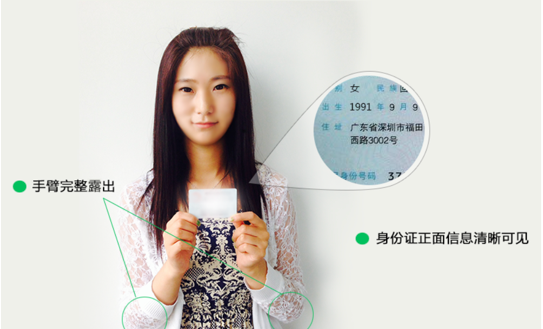 别 女 民 族
出 生 1991 年 9 月 9
住 址 广东省深圳市福田
西路3002号
身份号码 37
手臂完整露出
身份证正面信息清晰可见